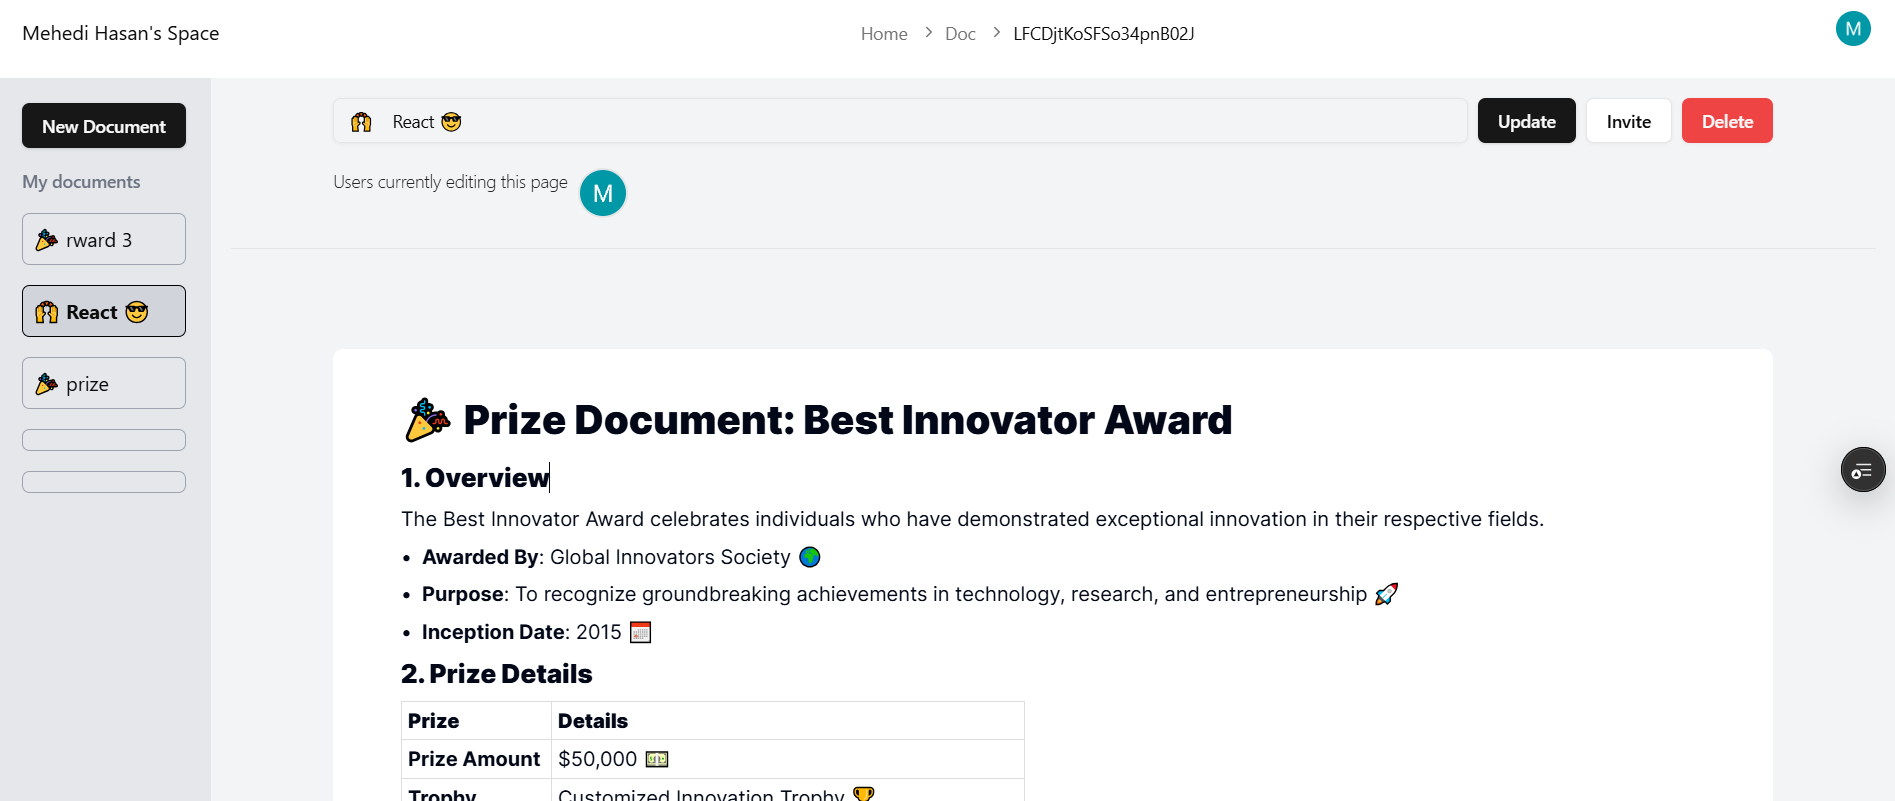 Mehedi Hasan's Space
Home > Doc > LFCDjtKoSFSo34pnB02J
M
New Document
My documents
🎉 rward 3
🙌 React 😎
🎉 prize
🙌 React 😎
Update
Invite
Delete
Users currently editing this page
M
🎉 Prize Document: Best Innovator Award
1. Overview
The Best Innovator Award celebrates individuals who have demonstrated exceptional innovation in their respective fields.
• Awarded By: Global Innovators Society 🌍
• Purpose: To recognize groundbreaking achievements in technology, research, and entrepreneurship 🚀
• Inception Date: 2015 📅
2. Prize Details
Prize Details
Prize Amount $50,000 💵
Trophy Customized Innovation Trophy 🏆